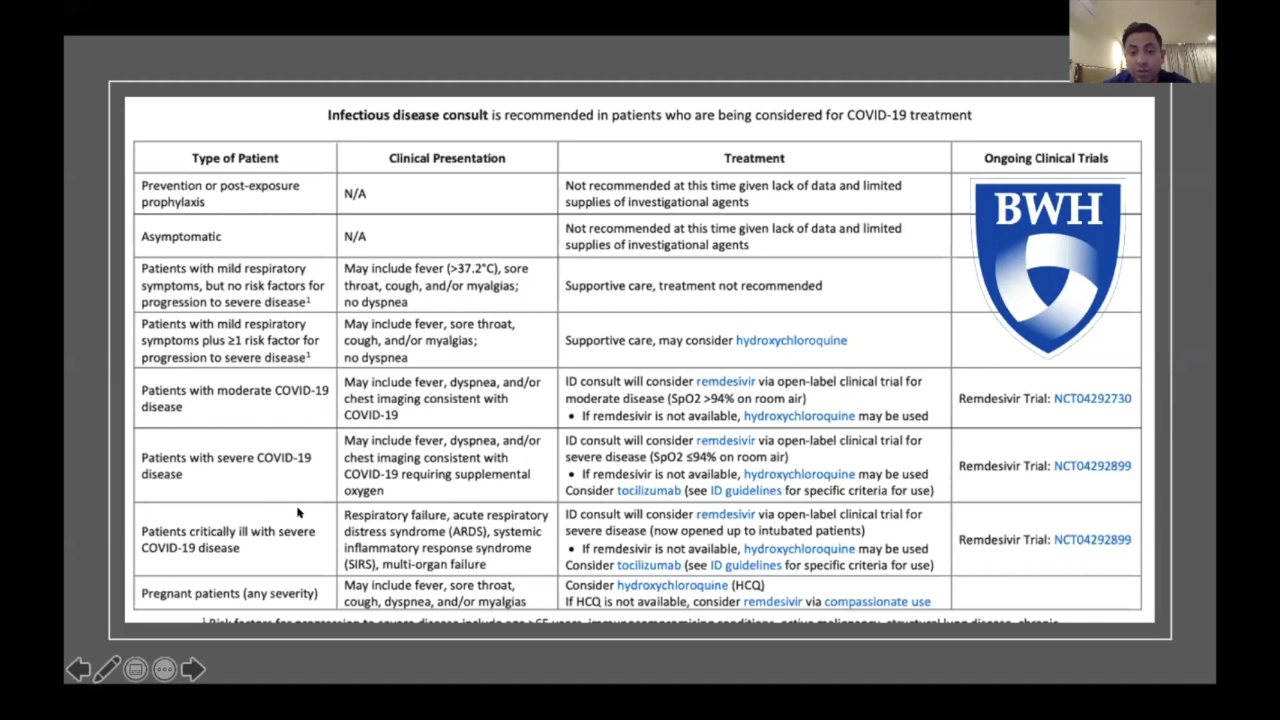 Infectious disease consult is recommended in patients who are being considered for COVID-19 treatment
Type of Patient
Clinical Presentation
Treatment
Ongoing Clinical Trials
Prevention or post-exposure
prophylaxis
N/A
Not recommended at this time given lack of data and limited
supplies of investigational agents
BWH
Asymptomatic
N/A
Not recommended at this time given lack of data and limited
supplies of investigational agents
Patients with mild respiratory
symptoms, but no risk factors for
progression to severe disease¹
May include fever (>37.2°C), sore
throat, cough, and/or myalgias;
no dyspnea
Supportive care, treatment not recommended
Patients with mild respiratory
symptoms plus ≥1 risk factor for
progression to severe disease¹
May include fever, sore throat,
cough, and/or myalgias;
no dyspnea
Supportive care, may consider hydroxychloroquine
Patients with moderate COVID-19
disease
May include fever, dyspnea, and/or
chest imaging consistent with
COVID-19
ID consult will consider remdesivir via open-label clinical trial for
moderate disease (SpO2 >94% on room air)
• If remdesivir is not available, hydroxychloroquine may be used
Remdesivir Trial: NCT04292730
Patients with severe COVID-19
disease
May include fever, dyspnea, and/or
chest imaging consistent with
COVID-19 requiring supplemental
oxygen
ID consult will consider remdesivir via open-label clinical trial for
severe disease (SpO2 ≤94% on room air)
• If remdesivir is not available, hydroxychloroquine may be used
Consider tocilizumab (see ID guidelines for specific criteria for use)
Remdesivir Trial: NCT04292899
Patients critically ill with severe
COVID-19 disease
Respiratory failure, acute respiratory
distress syndrome (ARDS), systemic
inflammatory response syndrome
(SIRS), multi-organ failure
ID consult will consider remdesivir via open-label clinical trial for
severe disease (now opened up to intubated patients)
• If remdesivir is not available, hydroxychloroquine may be used
Consider tocilizumab (see ID guidelines for specific criteria for use)
Remdesivir Trial: NCT04292899
Pregnant patients (any severity)
May include fever, sore throat,
cough, dyspnea, and/or myalgias
Consider hydroxychloroquine (HCQ)
If HCQ is not available, consider remdesivir via compassionate use